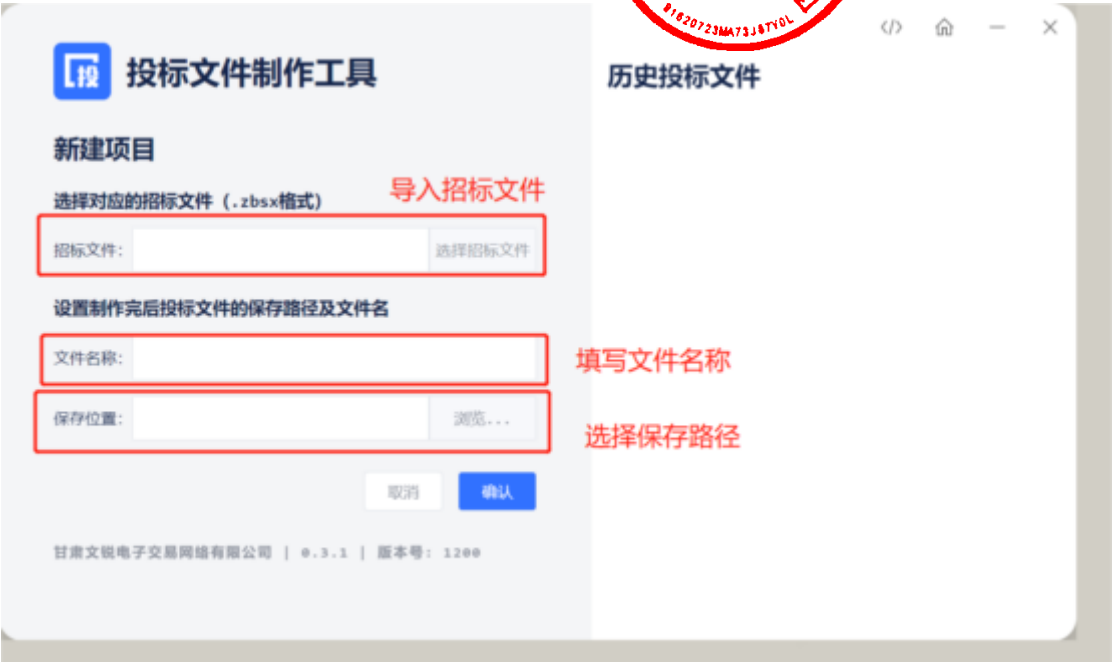 91620723MA73J87Y0L
投
投标文件制作工具
历史投标文件
新建项目
导入招标文件
选择对应的招标文件 (.zbsx格式)
招标文件:
选择招标文件
设置制作完后投标文件的保存路径及文件名
文件名称:
填写文件名称
保存位置:
浏览...
选择保存路径
取消
确认
甘肃文锐电子交易网络有限公司 | 0.3.1 | 版本号: 1200